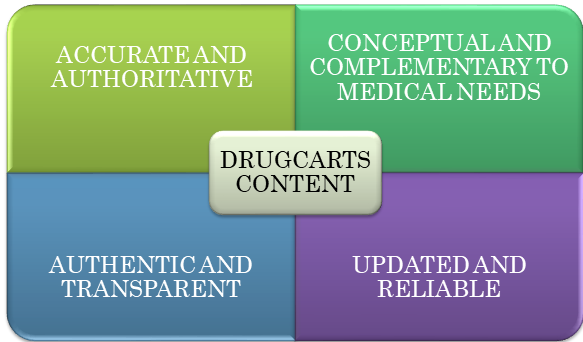 ACCURATE AND
AUTHORITATIVE
CONCEPTUAL AND
COMPLEMENTARY TO
MEDICAL NEEDS
DRUGCARTS
CONTENT
AUTHENTIC AND
TRANSPARENT
UPDATED AND
RELIABLE